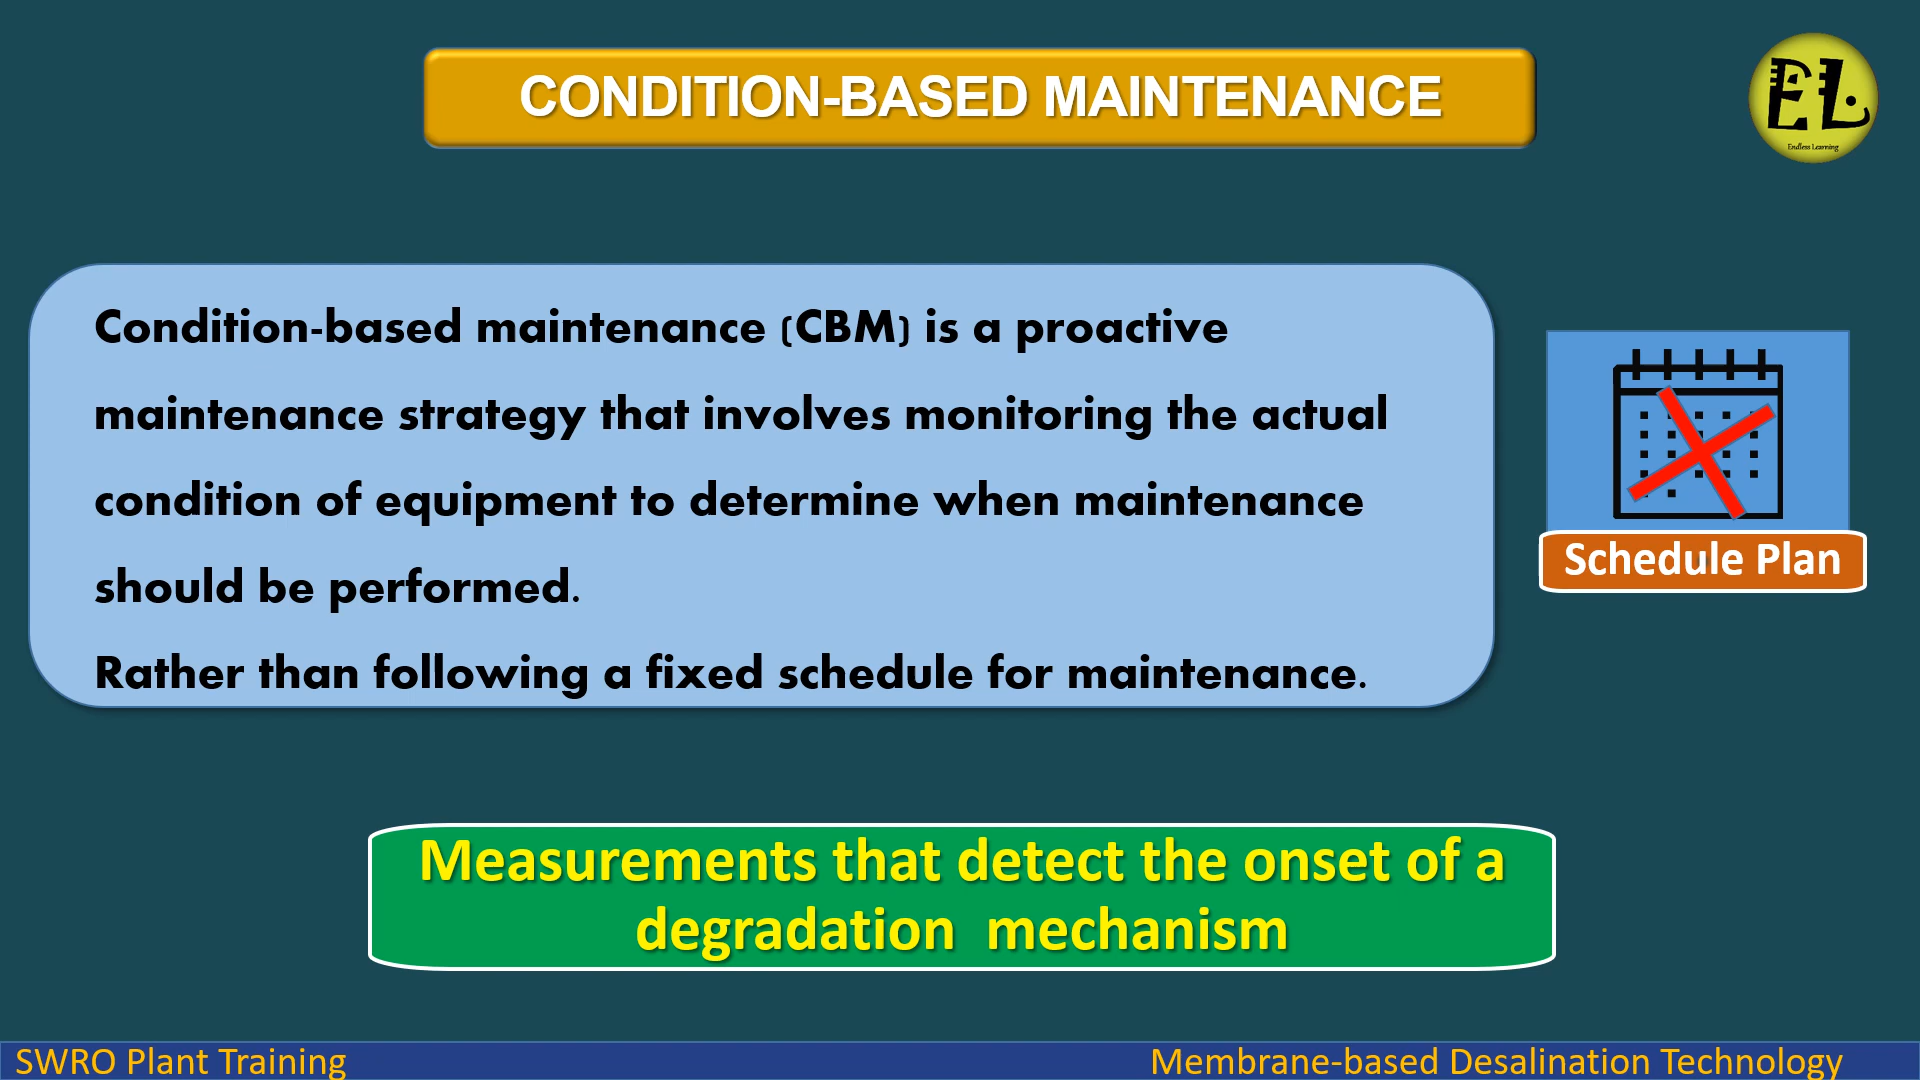 CONDITION-BASED MAINTENANCE
EL
Endless Learning
Condition-based maintenance (CBM) is a proactive
maintenance strategy that involves monitoring the actual
condition of equipment to determine when maintenance
should be performed.
Rather than following a fixed schedule for maintenance.
Schedule Plan
Measurements that detect the onset of a
degradation  mechanism
SWRO Plant Training
Membrane-based Desalination Technology